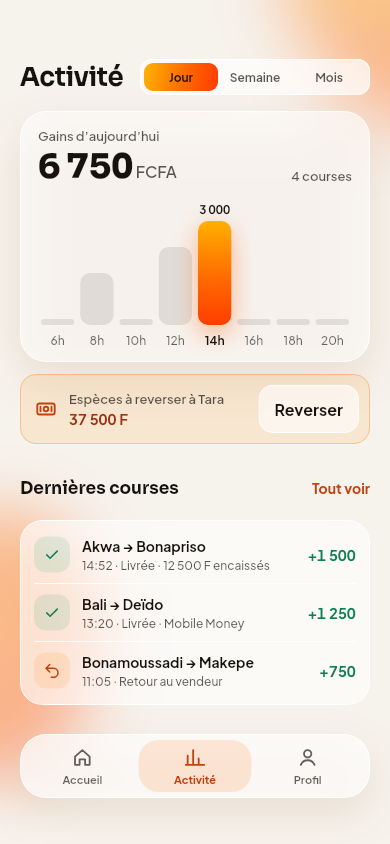 Activité
Jour Semaine Mois
Gains d'aujourd'hui
6 750 FCFA
4 courses
3 000
6h 8h 10h 12h 14h 16h 18h 20h
Espèces à reverser à Tara
37 500 F
Reverser
Dernières courses Tout voir
Akwa → Bonapriso
14:52 · Livrée · 12 500 F encaissés
+1 500
Bali → Deïdo
13:20 · Livrée · Mobile Money
+1 250
Bonamoussadi → Makepe
11:05 · Retour au vendeur
+750
Accueil Activité Profil